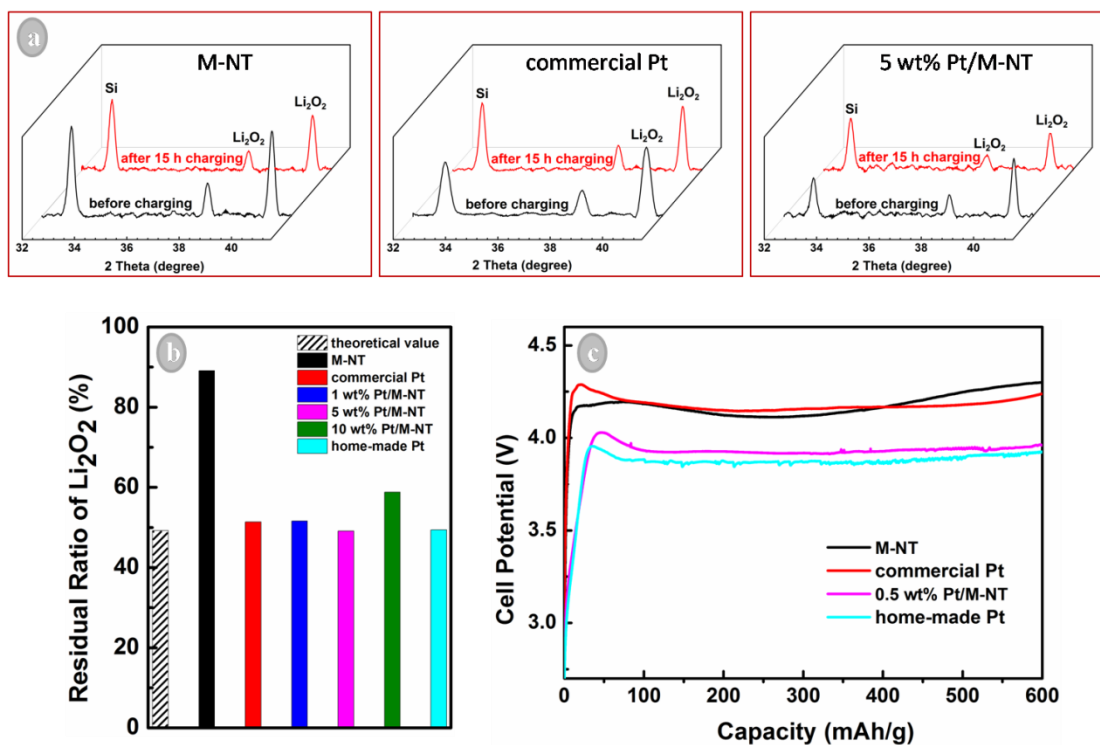 a
M-NT
Si
Li2O2
Li2O2
after 15 h charging
before charging
32 34 36 38 40
2 Theta (degree)
commercial Pt
Si
Li2O2
Li2O2
after 15 h charging
before charging
32 34 36 38 40
2 Theta (degree)
5 wt% Pt/M-NT
Si
Li2O2
Li2O2
after 15 h charging
before charging
32 34 36 38 40
2 Theta (degree)
b
Residual Ratio of Li2O2 (%)
100
80
60
40
20
0
theoretical value
M-NT
commercial Pt
1 wt% Pt/M-NT
5 wt% Pt/M-NT
10 wt% Pt/M-NT
home-made Pt
c
Cell Potential (V)
4.5
4.0
3.5
3.0
M-NT
commercial Pt
0.5 wt% Pt/M-NT
home-made Pt
0 100 200 300 400 500 600
Capacity (mAh/g)